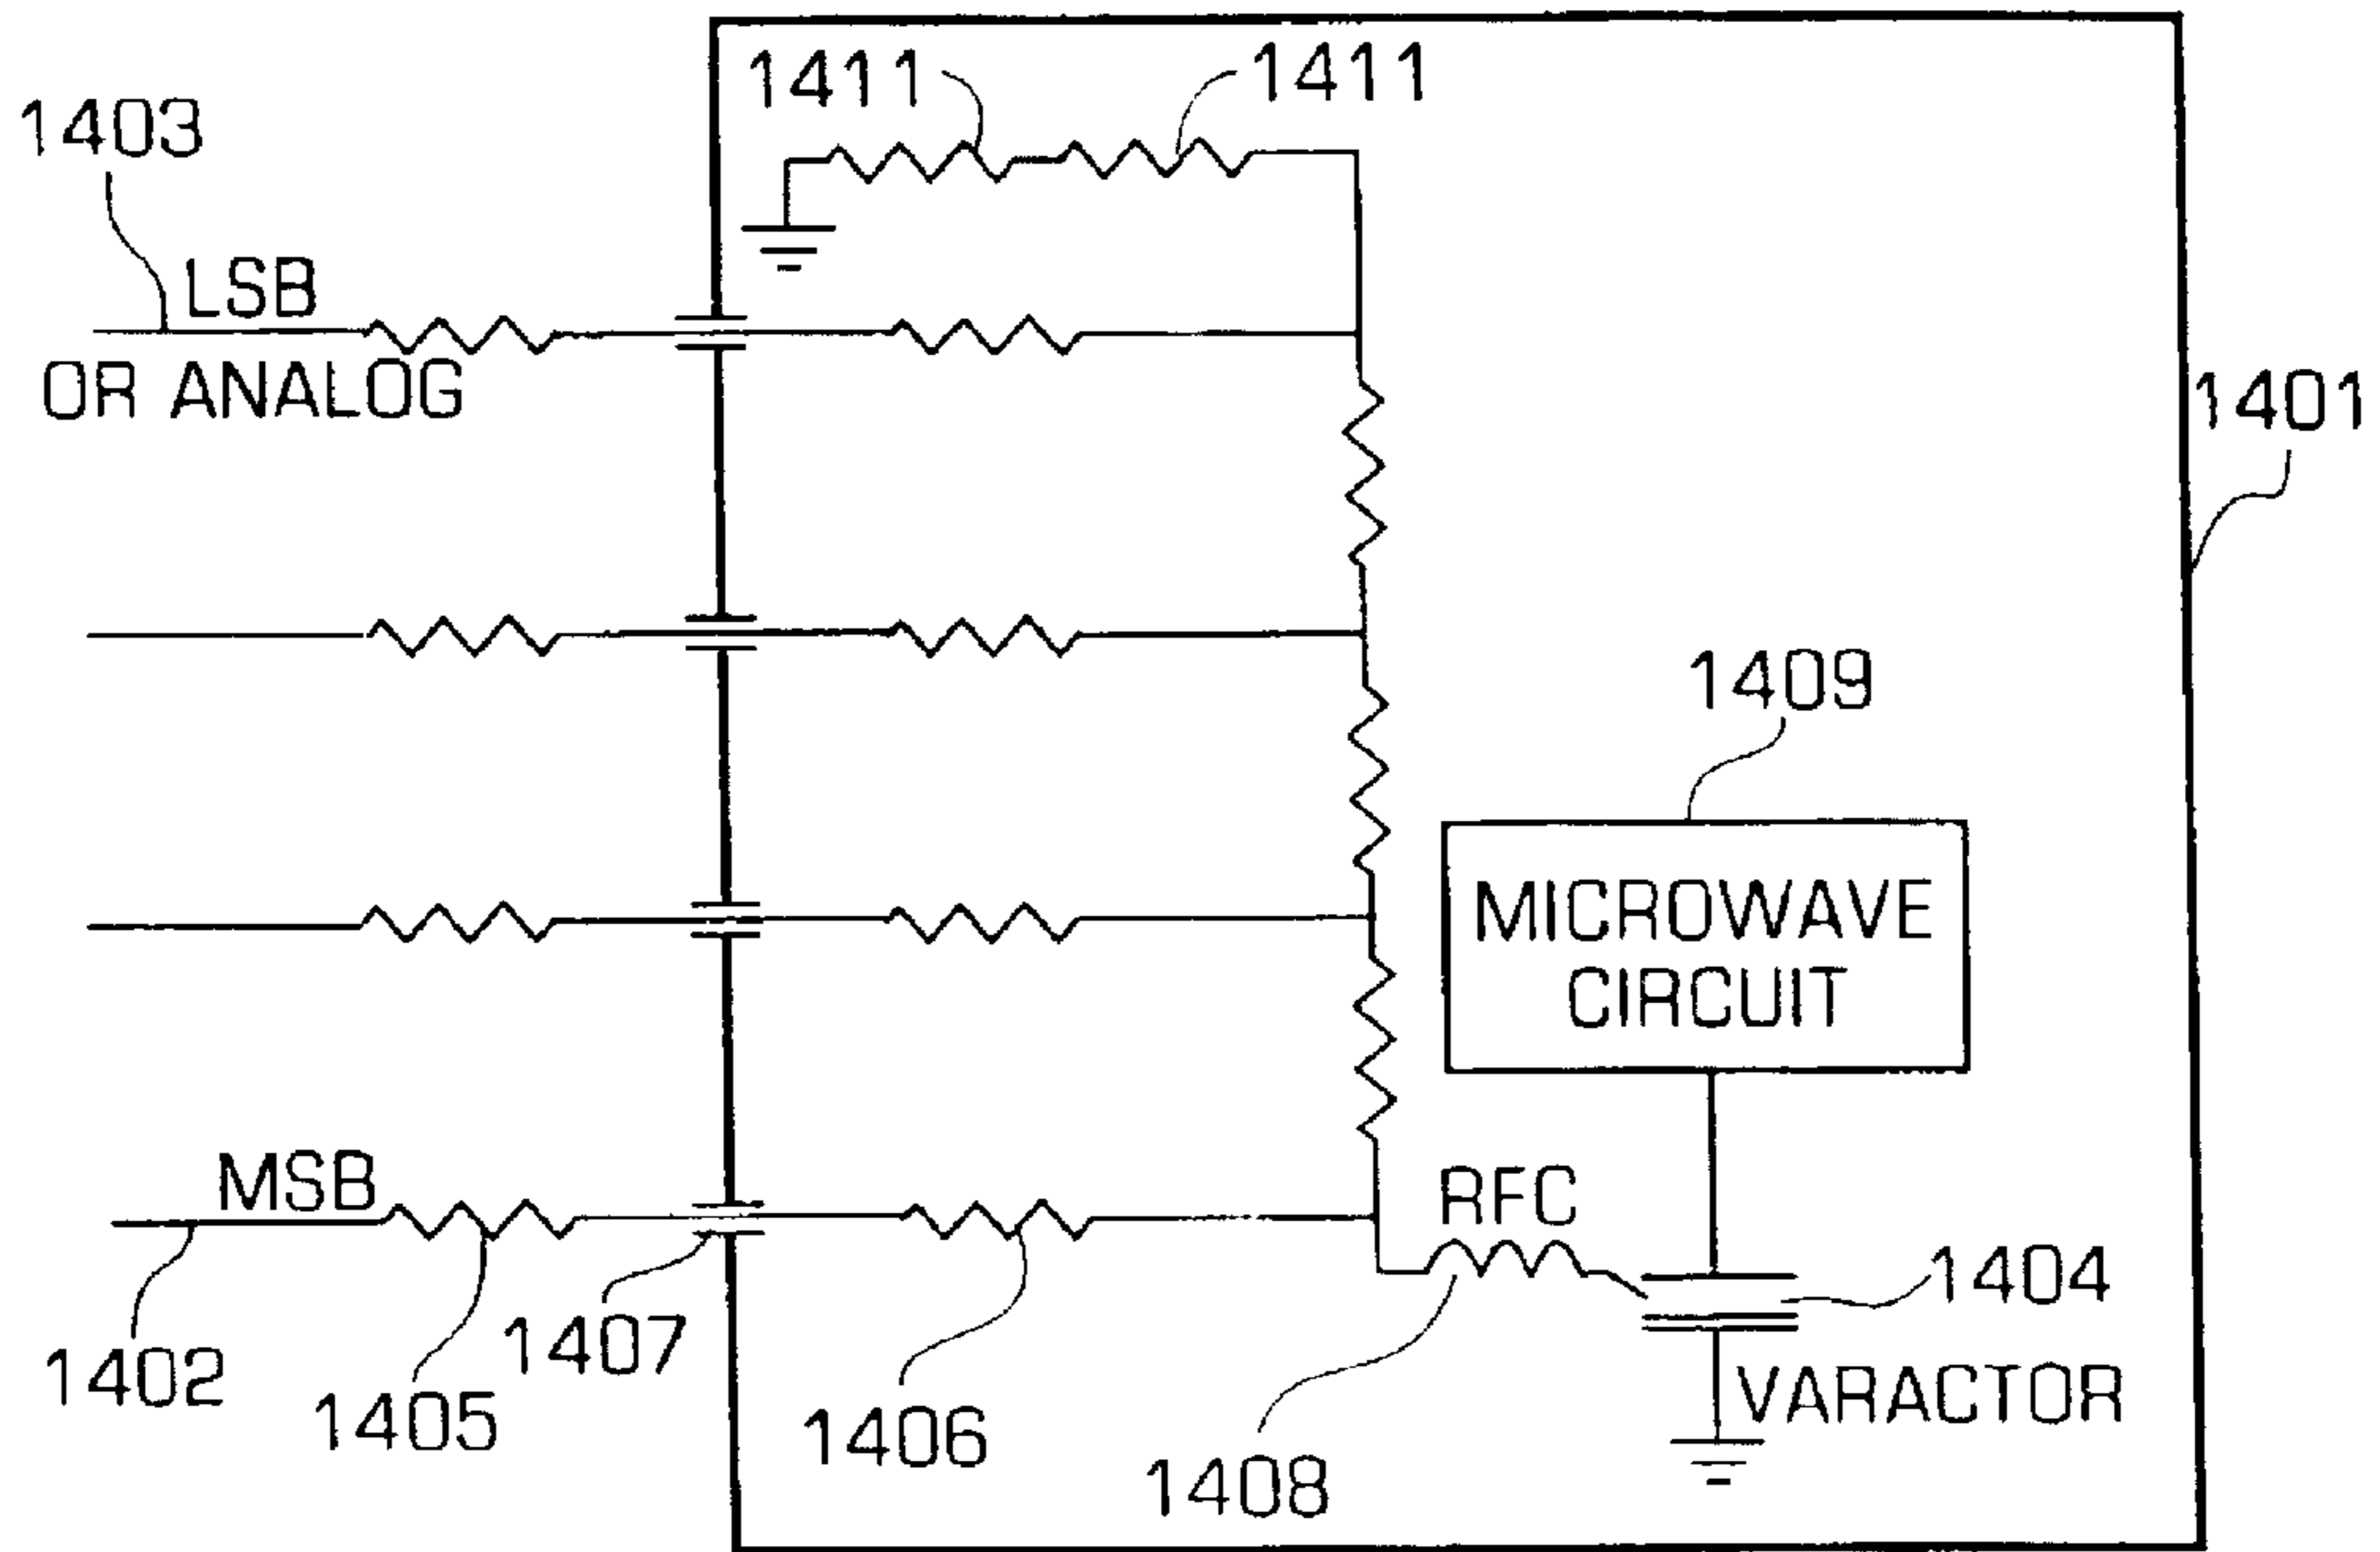 1411
1411
1403
LSB
OR ANALOG
1401
1409
MICROWAVE
CIRCUIT
MSB
RFC
1404
1407
1402
1405
1406
VARACTOR
1408